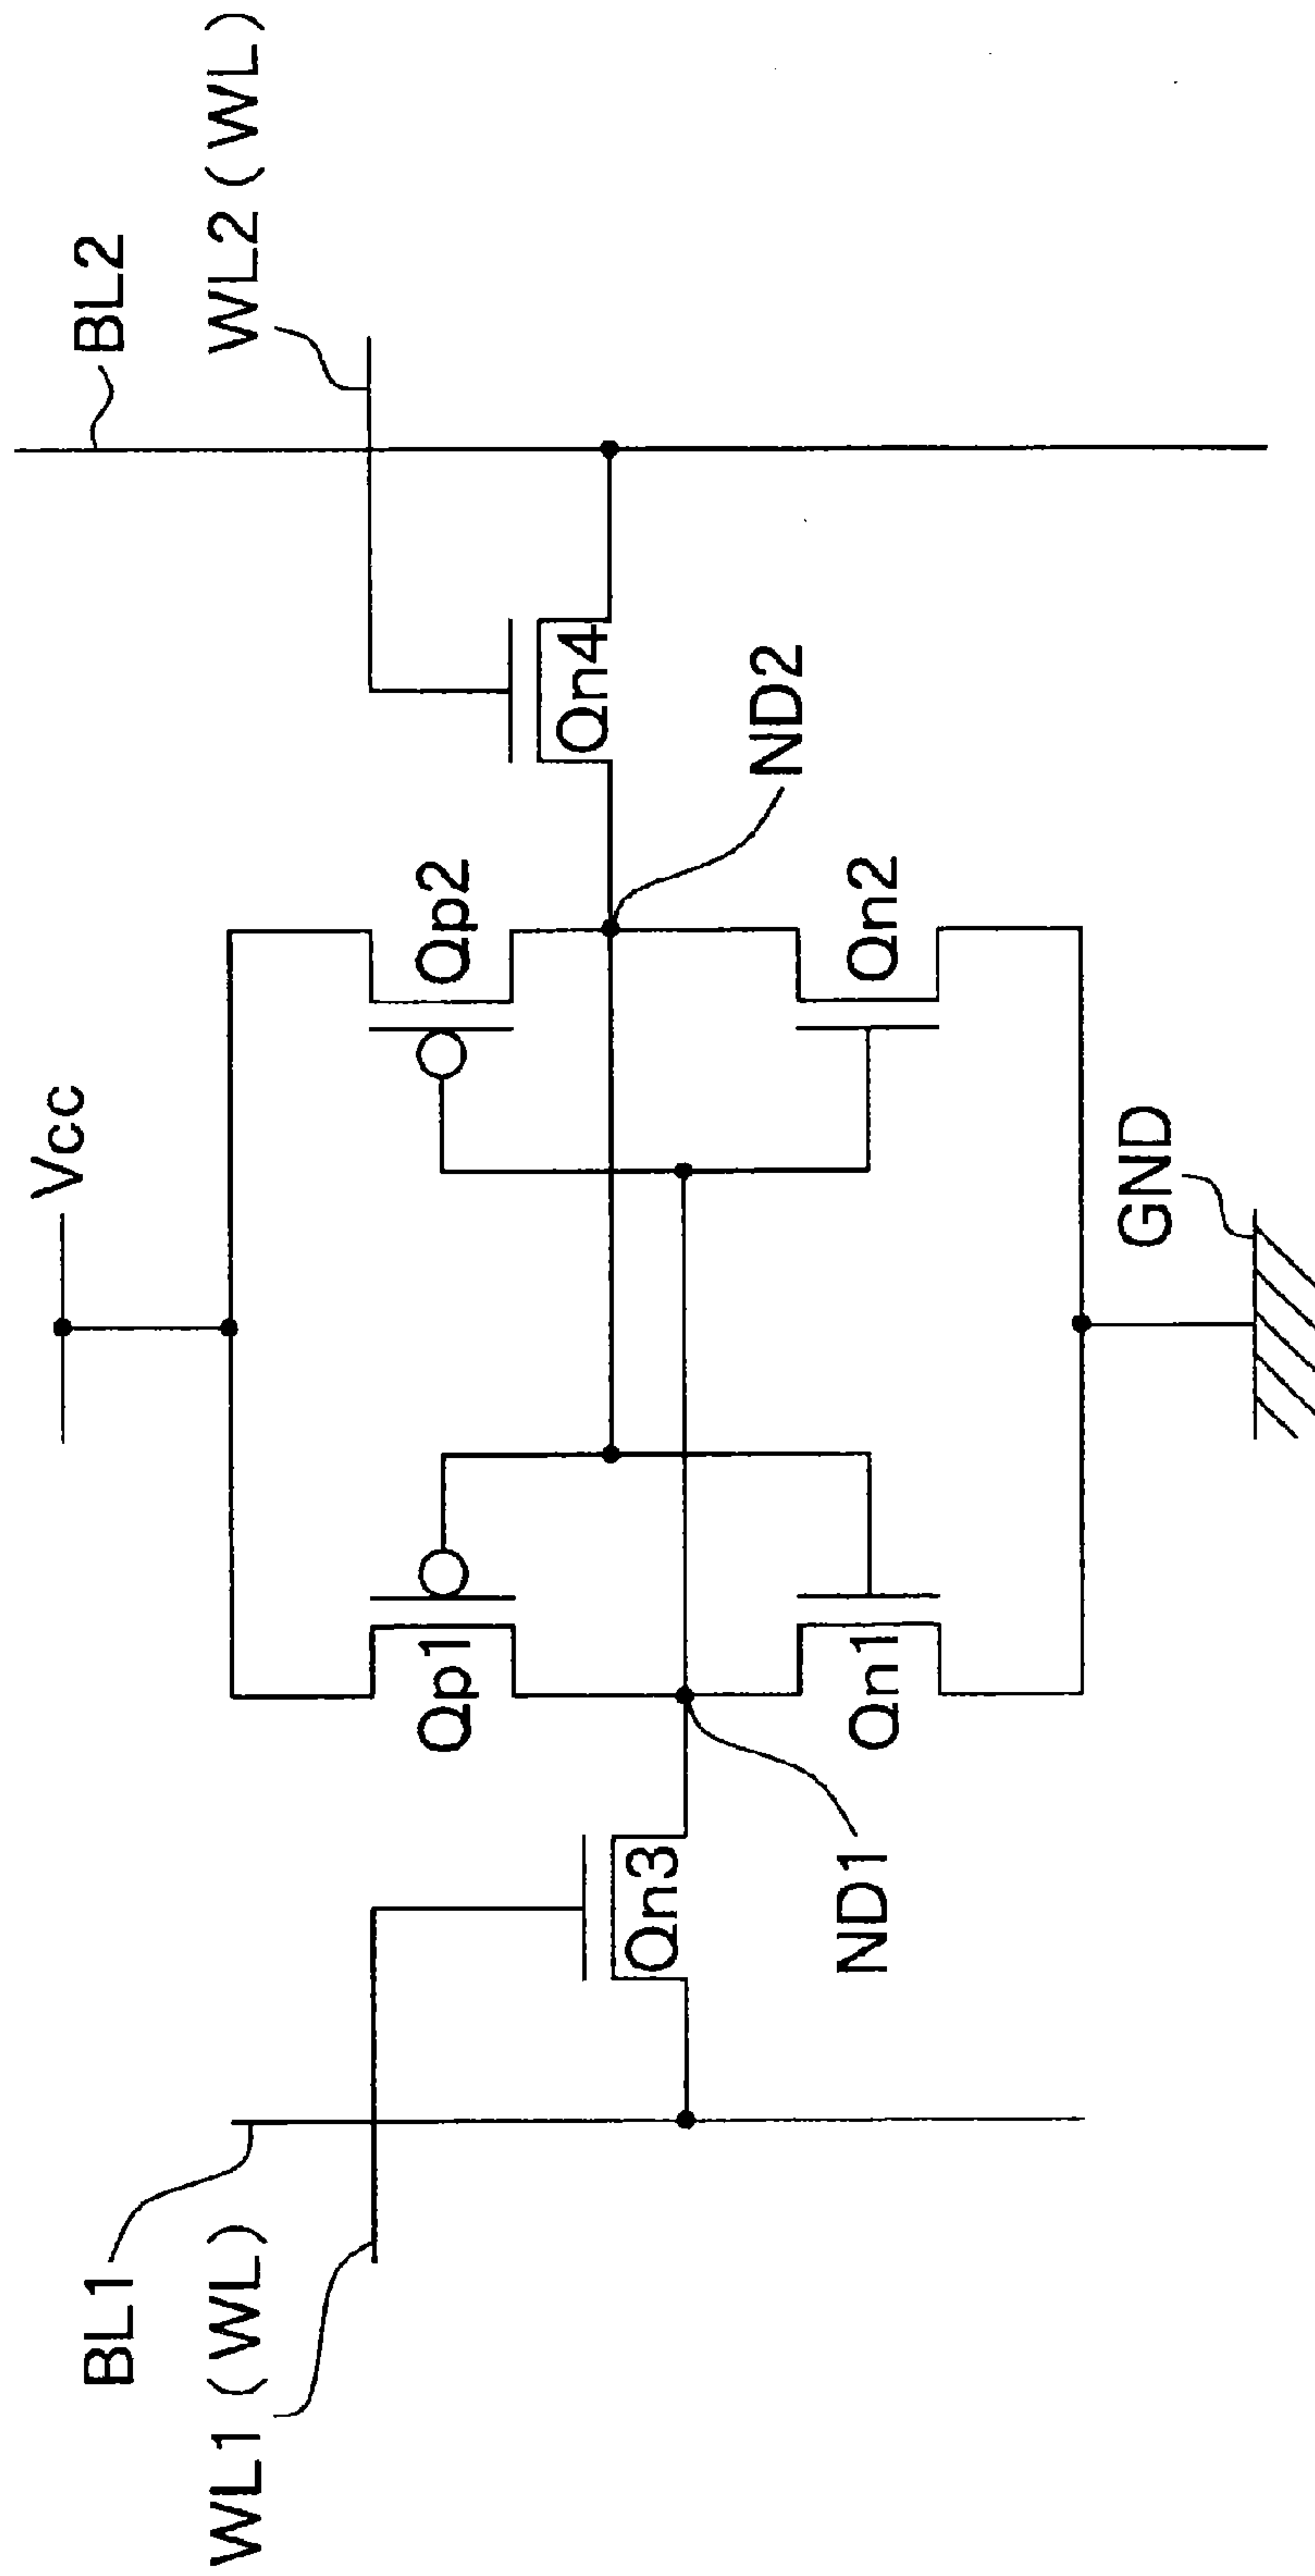 Vcc
BL2
WL2 (WL)
BL1
WL1 (WL)
Qp1
Qp2
Qn3
Qn4
Qn1
Qn2
ND1
ND2
GND